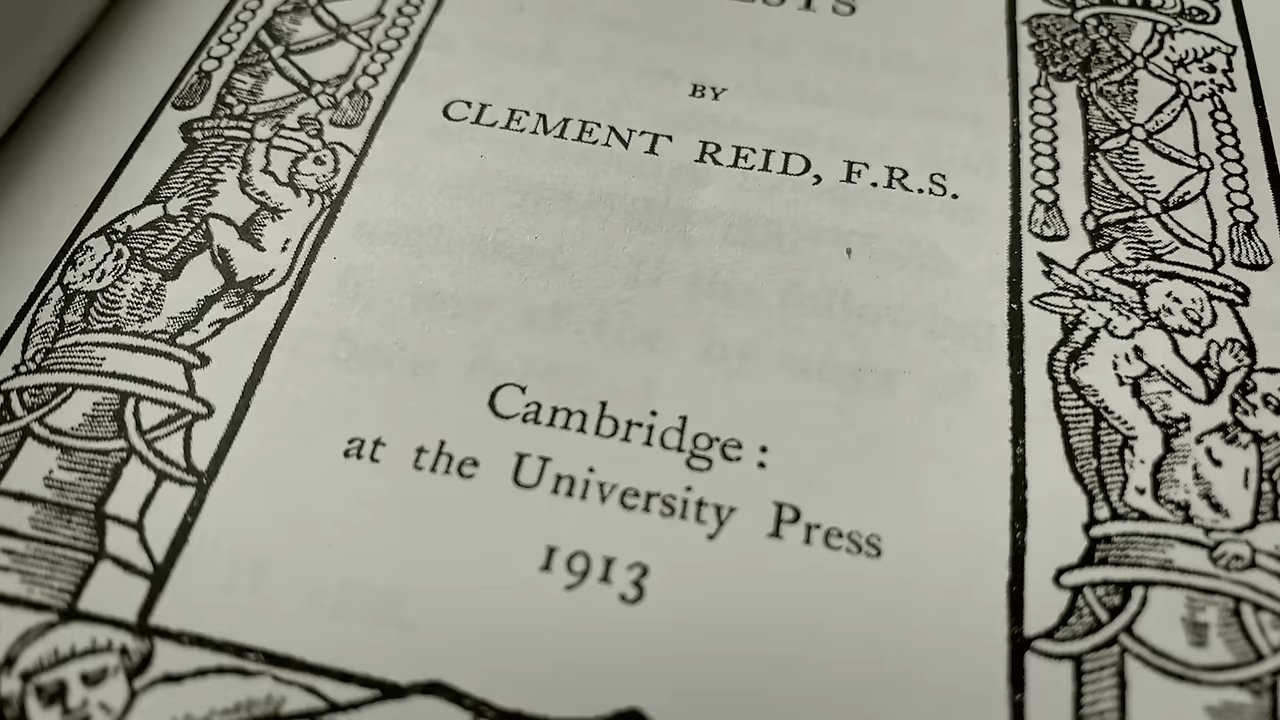 BY
CLEMENT REID, F.R.S.
Cambridge:
at the University Press
1913